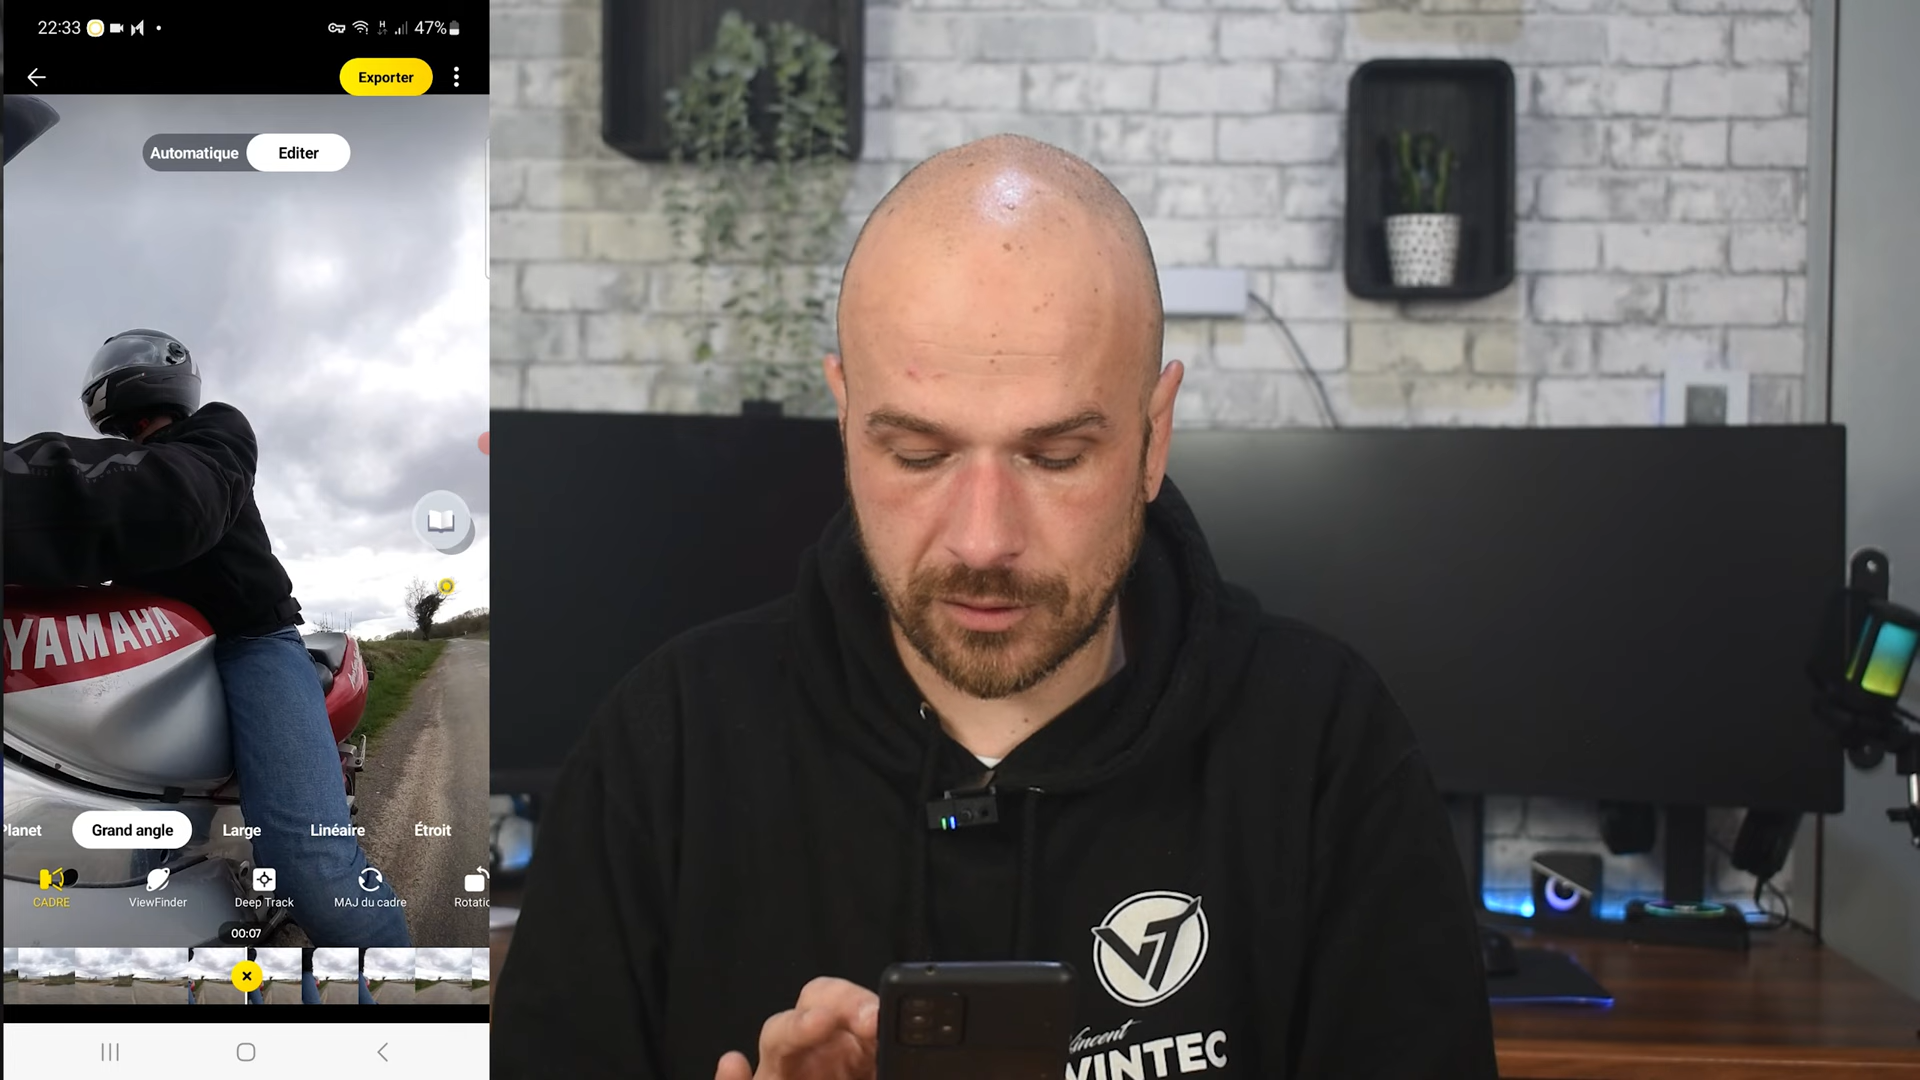 22:33
H
47%
Exporter
Automatique
Editer
YAMAHA
Planet
Grand angle
Large
Linéaire
Étroit
CADRE
ViewFinder
Deep Track
MAJ du cadre
Rotatio
00:07
VT
Vincent
VINTEC